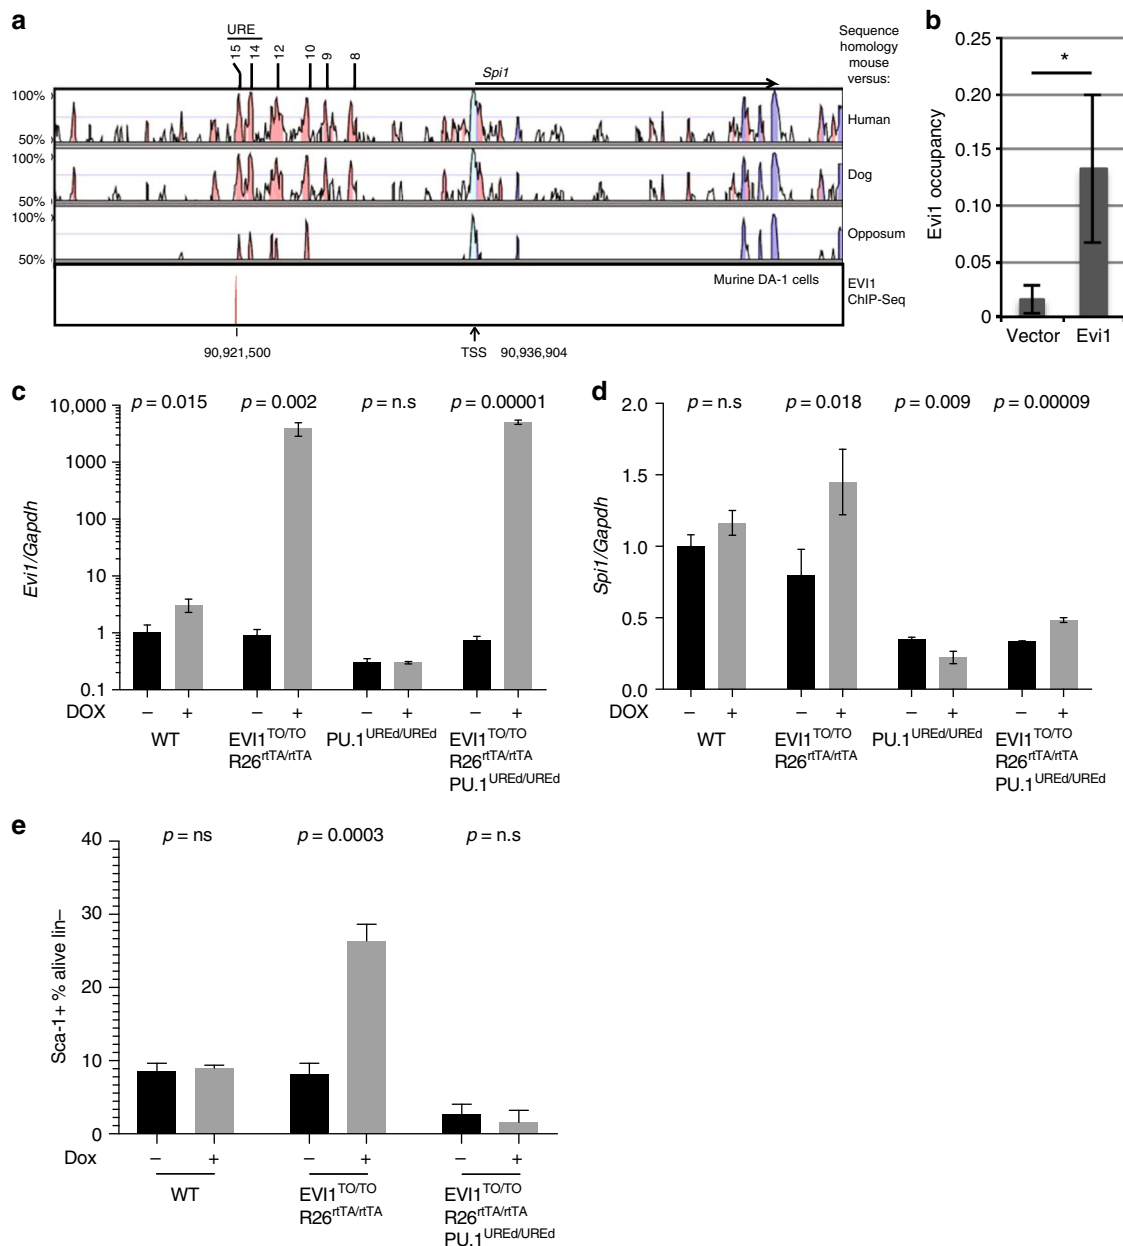 a
URE
15 14 12 10 9 8
Spi1
Sequence
homology
mouse
versus:
100%
50%
Human
100%
50%
Dog
100%
50%
Opposum
Murine DA-1 cells
EVI1
ChIP-Seq
90,921,500
TSS 90,936,904
b
Evi1 occupancy
0.25
0.20
0.15
0.10
0.05
0
*
Vector Evi1
c
p = 0.015 p = 0.002 p = n.s p = 0.00001
Evi1/Gapdh
10,000
1000
100
10
1
0.1
DOX – + – + – + – +
WT
EVI1TO/TO
R26rtTA/rtTA
PU.1UREd/UREd
EVI1TO/TO
R26rtTA/rtTA
PU.1UREd/UREd
d
p = n.s p = 0.018 p = 0.009 p = 0.00009
Spi1/Gapdh
2.0
1.5
1.0
0.5
0.0
DOX – + – + – + – +
WT
EVI1TO/TO
R26rtTA/rtTA
PU.1UREd/UREd
EVI1TO/TO
R26rtTA/rtTA
PU.1UREd/UREd
e
p = ns p = 0.0003 p = n.s
Sca-1+ % alive lin–
40
30
20
10
0
Dox – + – + – +
WT
EVI1TO/TO
R26rtTA/rtTA
EVI1TO/TO
R26rtTA/rtTA
PU.1UREd/UREd